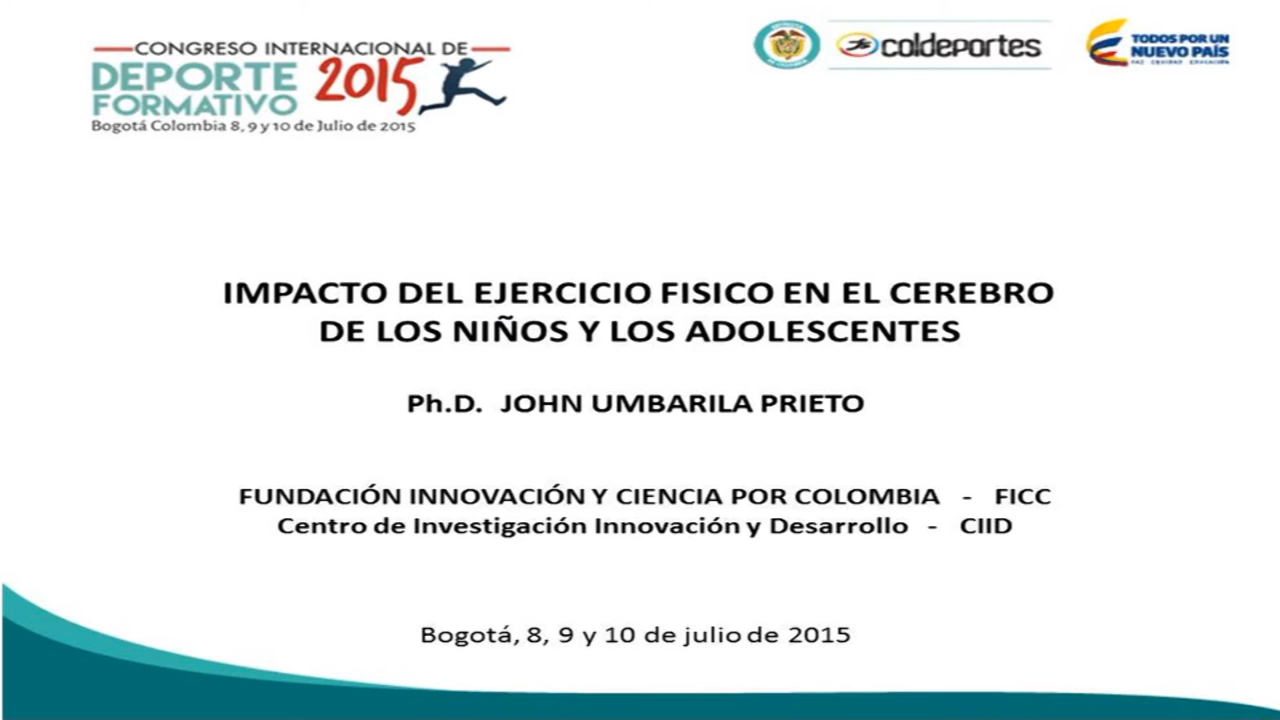 CONGRESO INTERNACIONAL DE
DEPORTE
FORMATIVO
2015
Bogotá Colombia 8, 9 y 10 de Julio de 2015
coldeportes
TODOS POR UN
NUEVO PAÍS
PAZ EQUIDAD EDUCACIÓN
IMPACTO DEL EJERCICIO FISICO EN EL CEREBRO
DE LOS NIÑOS Y LOS ADOLESCENTES
Ph.D. JOHN UMBARILA PRIETO
FUNDACIÓN INNOVACIÓN Y CIENCIA POR COLOMBIA - FICC
Centro de Investigación Innovación y Desarrollo - CIID
Bogotá, 8, 9 y 10 de julio de 2015